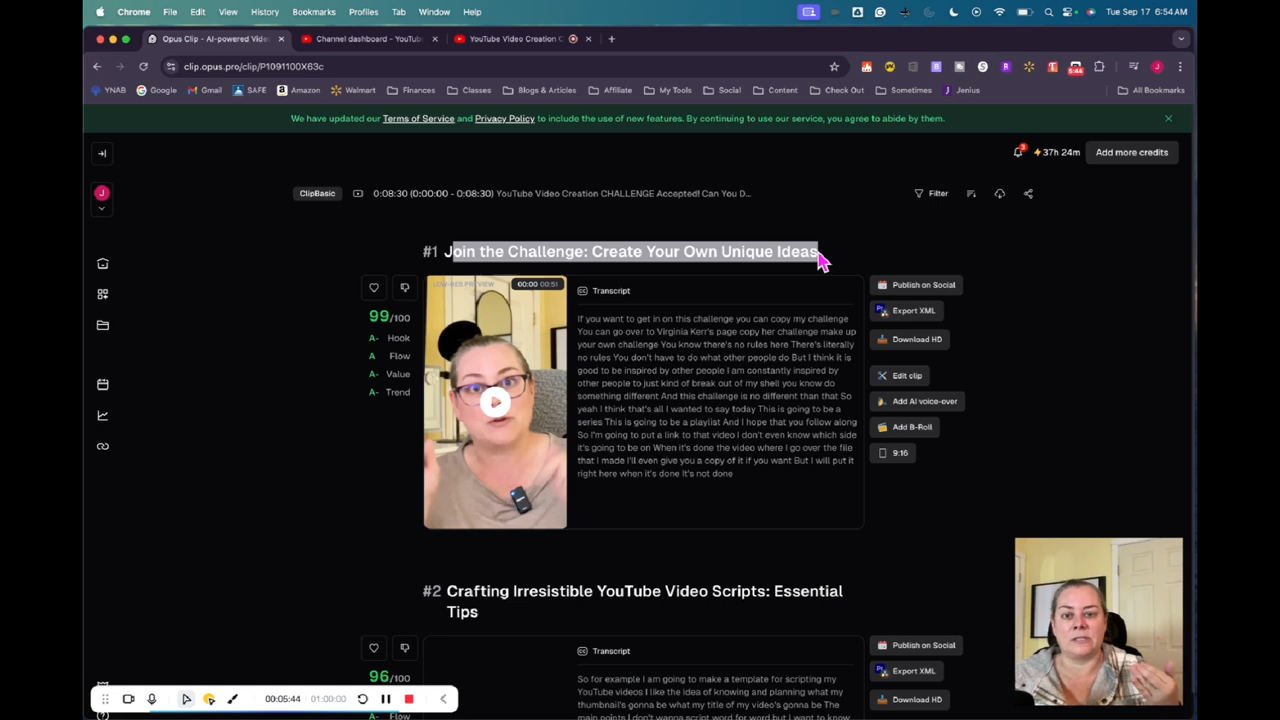 Chrome File Edit View History Bookmarks Profiles Tab Window Help Tue Sep 17 6:54 AM
Opus Clip - AI-powered Vide Channel dashboard - YouTube YouTube Video Creation C
clip.opus.pro/clip/P1091100X63c 5:44
YNAB Google Gmail SAFE Amazon Walmart Finances Classes Blogs & Articles Affiliate My Tools Social Content Check Out Sometimes Jenius All Bookmarks
We have updated our Terms of Service and Privacy Policy to include the use of new features. By continuing to use our service, you agree to abide by them.
3 37h 24m Add more credits
J
ClipBasic 0:08:30 (0:00:00 - 0:08:30) YouTube Video Creation CHALLENGE Accepted! Can You D... Filter
#1 Join the Challenge: Create Your Own Unique Ideas
LOW-RES PREVIEW 00:00 00:51
99/100
A- Hook
A Flow
A- Value
A- Trend
Transcript
If you want to get in on this challenge you can copy my challenge
You can go over to Virginia Kerr's page copy her challenge make up
your own challenge You know there's no rules here There's literally
no rules You don't have to do what other people do But I think it is
good to be inspired by other people I am constantly inspired by
other people to just kind of break out of my shell you know do
something different And this challenge is no different than that So
yeah I think that's all I wanted to say today This is going to be a
series This is going to be a playlist And I hope that you follow along
So I'm going to put a link to that video I don't even know which side
it's going to be on When it's done the video where I go over the file
that I made I'll even give you a copy of it if you want But I will put it
right here when it's done It's not done
Publish on Social
Export XML
Download HD
Edit clip
Add AI voice-over
Add B-Roll
9:16
#2 Crafting Irresistible YouTube Video Scripts: Essential
Tips
96/100
A- Flow
Transcript
So for example I am going to make a template for scripting my
YouTube videos I like the idea of knowing and planning what my
thumbnail's gonna be what my title of my video's gonna be The
main points I don't wanna script word for word but I want to know
Publish on Social
Export XML
Download HD
00:05:44 01:00:00